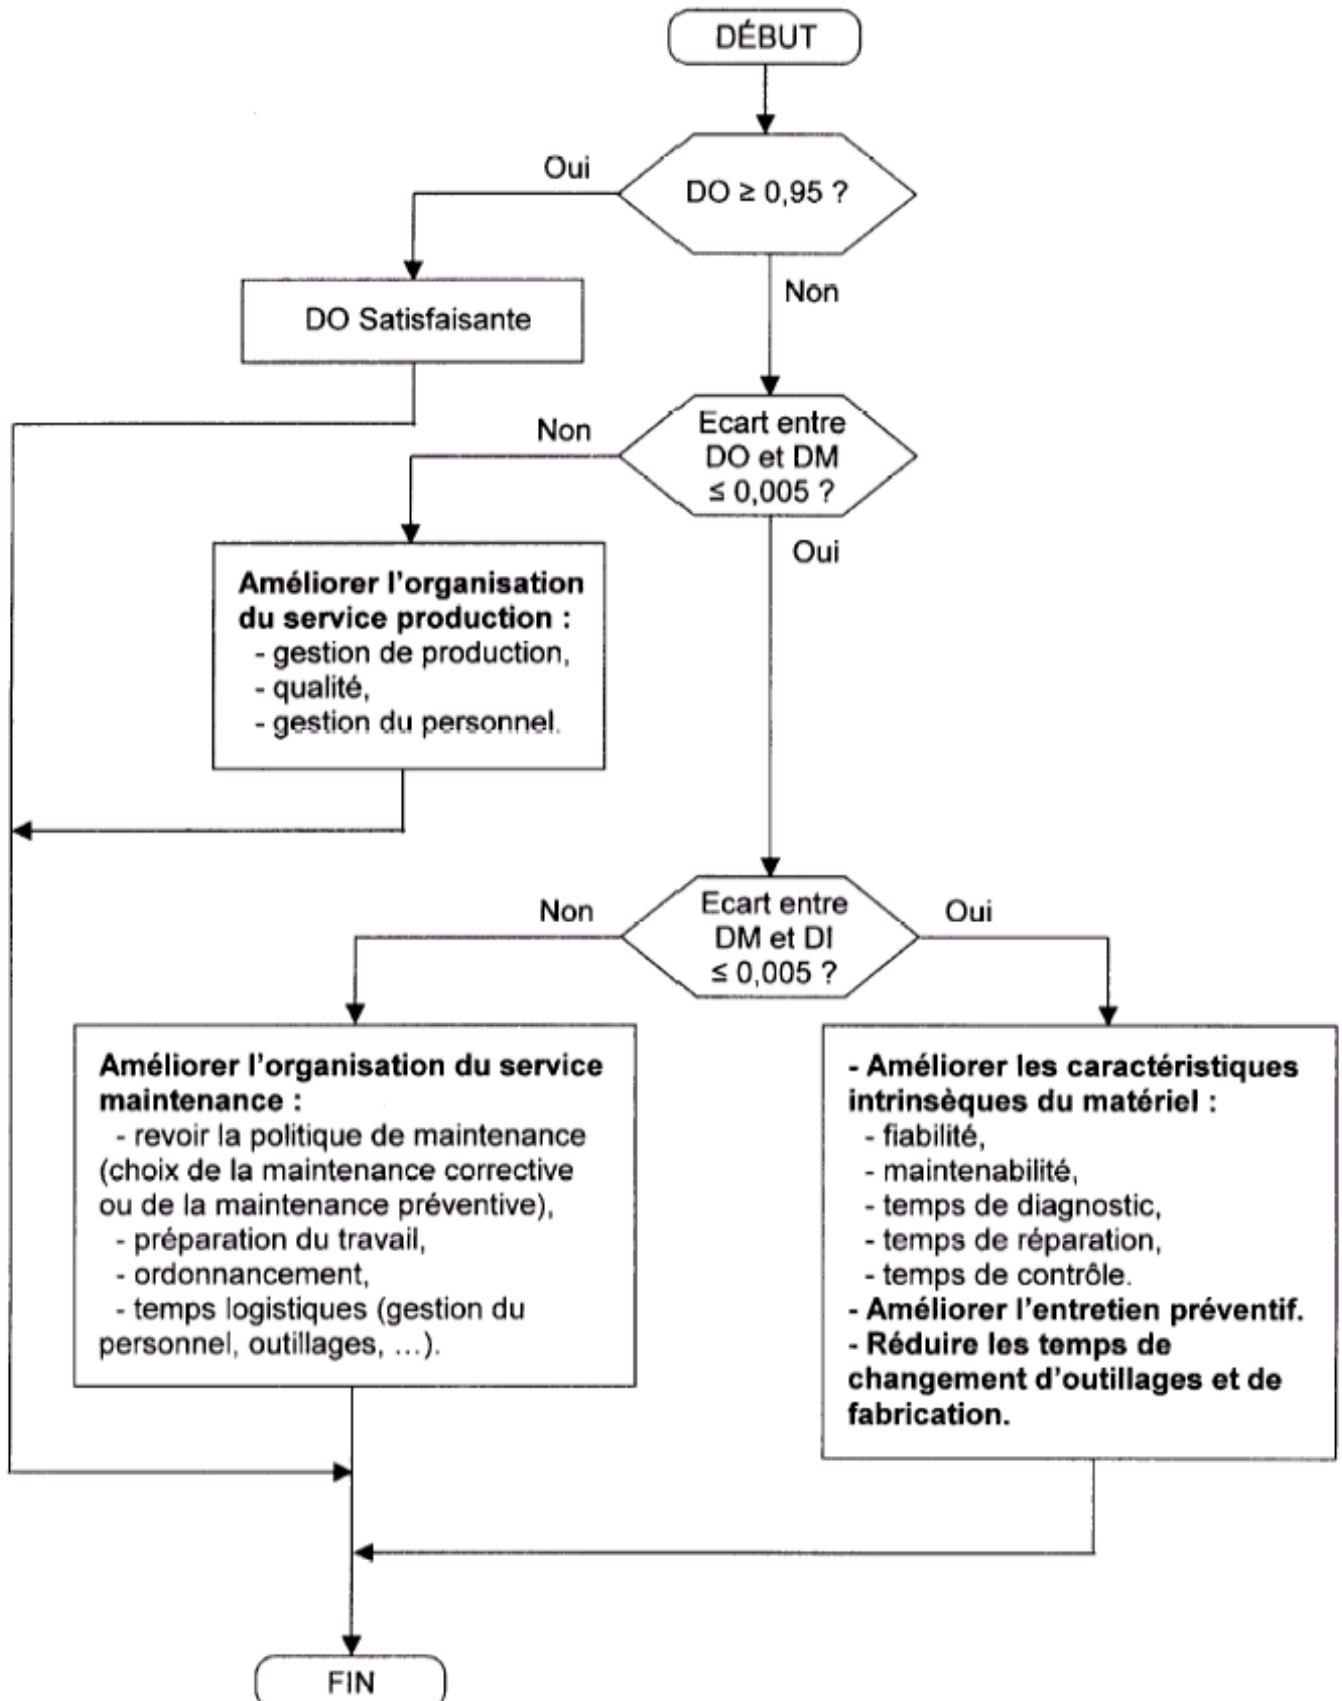 DÉBUT
Oui
DO ≥ 0,95 ?
Non
DO Satisfaisante
Non
Ecart entre
DO et DM
≤ 0,005 ?
Oui
Améliorer l'organisation
du service production :
- gestion de production,
- qualité,
- gestion du personnel.
Non
Ecart entre
DM et DI
≤ 0,005 ?
Oui
Améliorer l'organisation du service
maintenance :
- revoir la politique de maintenance
(choix de la maintenance corrective
ou de la maintenance préventive),
- préparation du travail,
- ordonnancement,
- temps logistiques (gestion du
personnel, outillages, ...).
- Améliorer les caractéristiques
intrinsèques du matériel :
- fiabilité,
- maintenabilité,
- temps de diagnostic,
- temps de réparation,
- temps de contrôle.
- Améliorer l'entretien préventif.
- Réduire les temps de
changement d'outillages et de
fabrication.
FIN